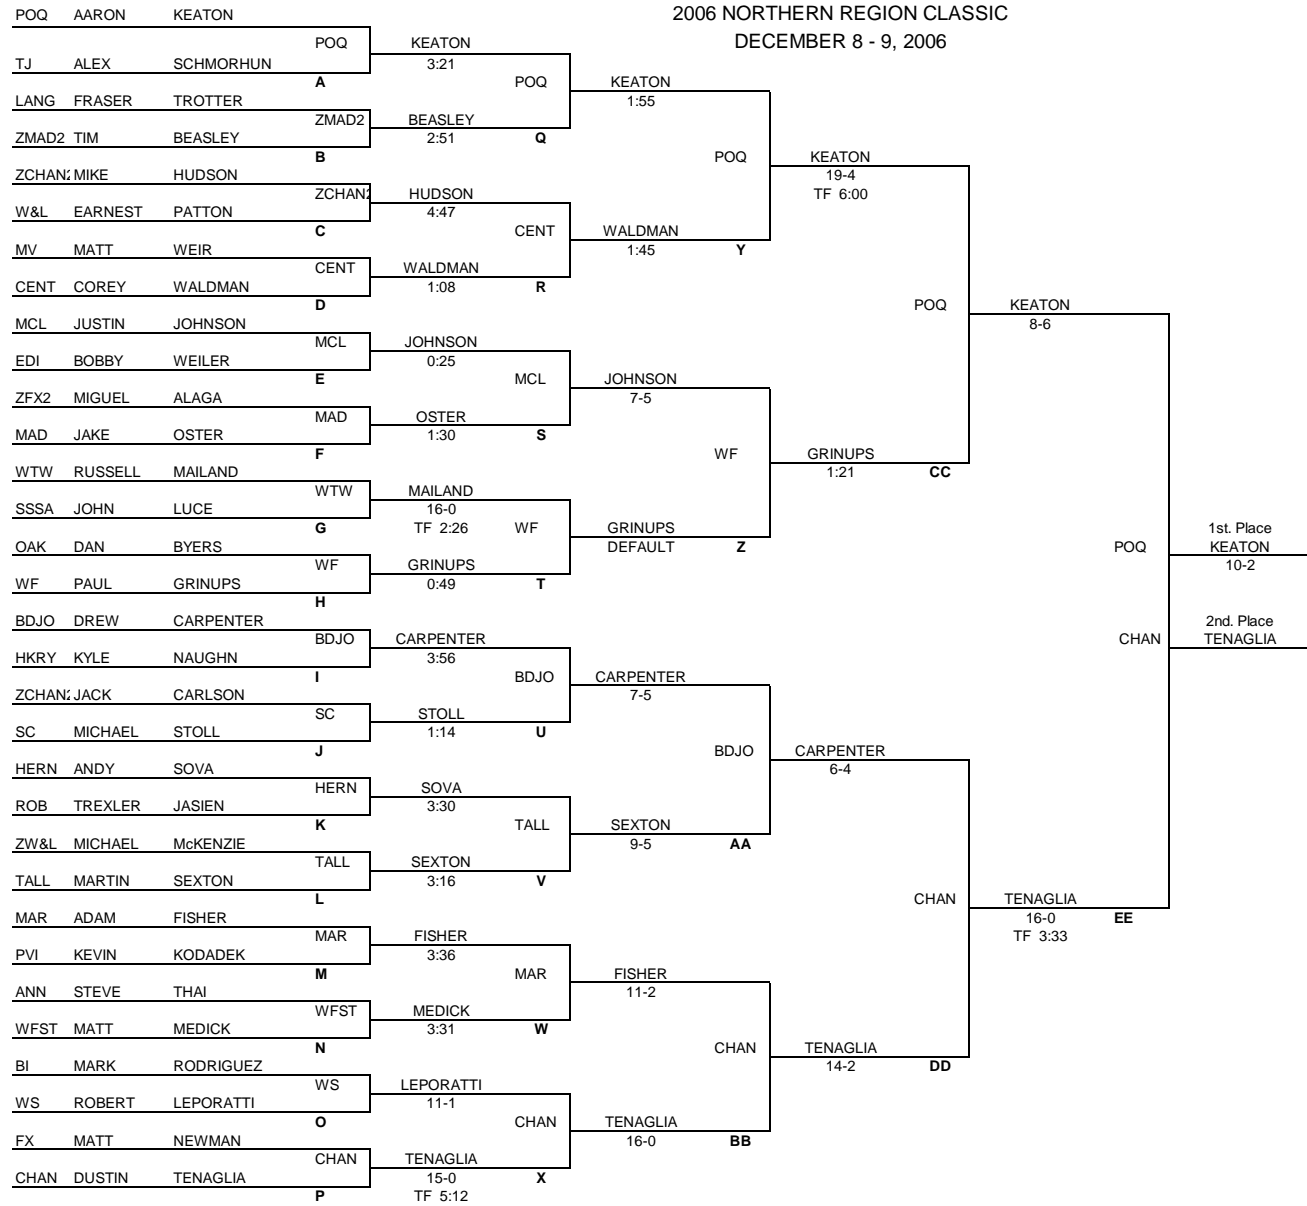 2006 NORTHERN REGION CLASSIC
DECEMBER 8 - 9, 2006
POQ AARON KEATON
POQ KEATON
TJ ALEX SCHMORHUN
3:21
A
POQ KEATON
LANG FRASER TROTTER
1:55
ZMAD2 BEASLEY
ZMAD2 TIM BEASLEY
2:51 Q
B
POQ KEATON
ZCHAN2 MIKE HUDSON
19-4
ZCHAN2 HUDSON
TF 6:00
W&L EARNEST PATTON
4:47
C
CENT WALDMAN
MV MATT WEIR
1:45 Y
CENT WALDMAN
CENT COREY WALDMAN
1:08 R
D
POQ KEATON
MCL JUSTIN JOHNSON
8-6
MCL JOHNSON
EDI BOBBY WEILER
0:25
E
MCL JOHNSON
ZFX2 MIGUEL ALAGA
7-5
MAD OSTER
MAD JAKE OSTER
1:30 S
F
WF GRINUPS
WTW RUSSELL MAILAND
1:21 CC
WTW MAILAND
SSSA JOHN LUCE
16-0
G
TF 2:26
WF GRINUPS
1st. Place
OAK DAN BYERS
DEFAULT Z
POQ KEATON
WF GRINUPS
10-2
WF PAUL GRINUPS
0:49 T
H
BDJO DREW CARPENTER
2nd. Place
BDJO CARPENTER
CHAN TENAGLIA
HKRY KYLE NAUGHN
3:56
I
BDJO CARPENTER
ZCHAN2 JACK CARLSON
7-5
SC STOLL
SC MICHAEL STOLL
1:14 U
J
BDJO CARPENTER
HERN ANDY SOVA
6-4
HERN SOVA
ROB TREXLER JASIEN
3:30
K
TALL SEXTON
ZW&L MICHAEL McKENZIE
9-5 AA
TALL SEXTON
TALL MARTIN SEXTON
3:16 V
L
CHAN TENAGLIA
MAR ADAM FISHER
16-0 EE
MAR FISHER
TF 3:33
PVI KEVIN KODADEK
3:36
M
MAR FISHER
ANN STEVE THAI
11-2
WFST MEDICK
WFST MATT MEDICK
3:31 W
N
CHAN TENAGLIA
BI MARK RODRIGUEZ
14-2 DD
WS LEPORATTI
WS ROBERT LEPORATTI
11-1
O
CHAN TENAGLIA
FX MATT NEWMAN
16-0 BB
CHAN TENAGLIA
CHAN DUSTIN TENAGLIA
15-0 X
P
TF 5:12